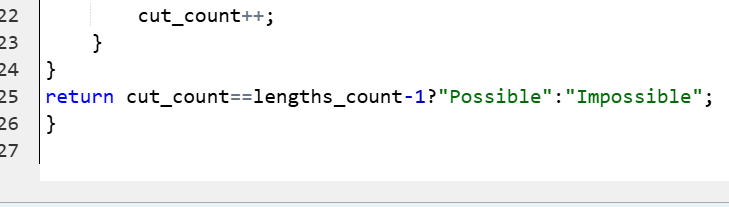 22 cut_count++;
23 }
24 }
25 return cut_count==lengths_count-1?"Possible":"Impossible";
26 }
27